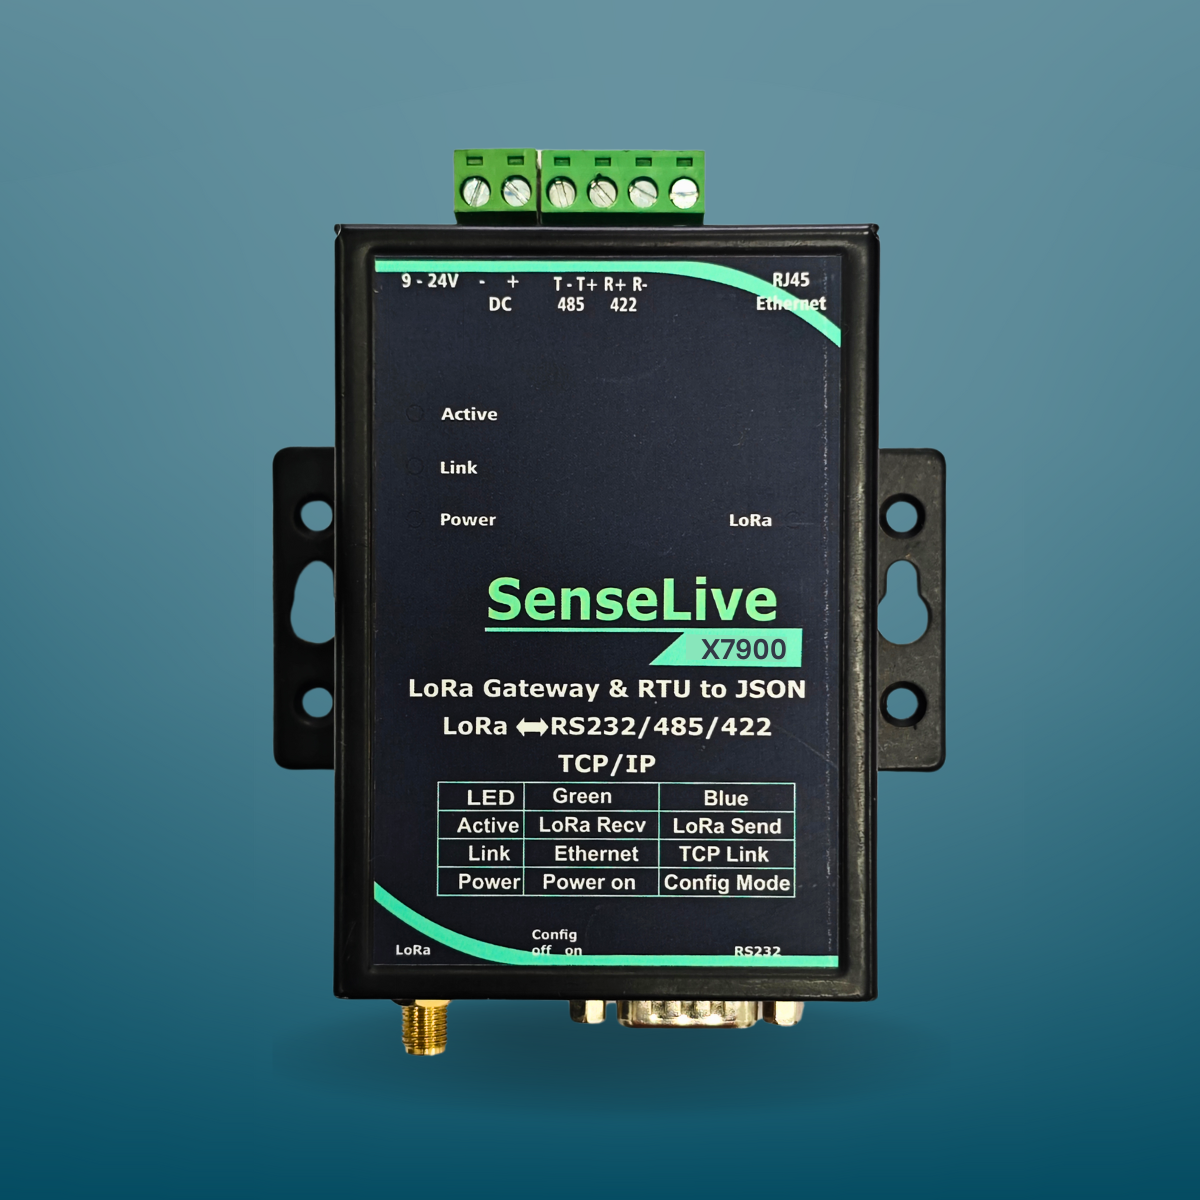 9 - 24V - + T - T+ R+ R- RJ45
DC 485 422 Ethernet
Active
Link
Power LoRa
SenseLive
X7900
LoRa Gateway & RTU to JSON
LoRa ⬌RS232/485/422
TCP/IP
LED Green Blue
Active LoRa Recv LoRa Send
Link Ethernet TCP Link
Power Power on Config Mode
Config
LoRa off on RS232